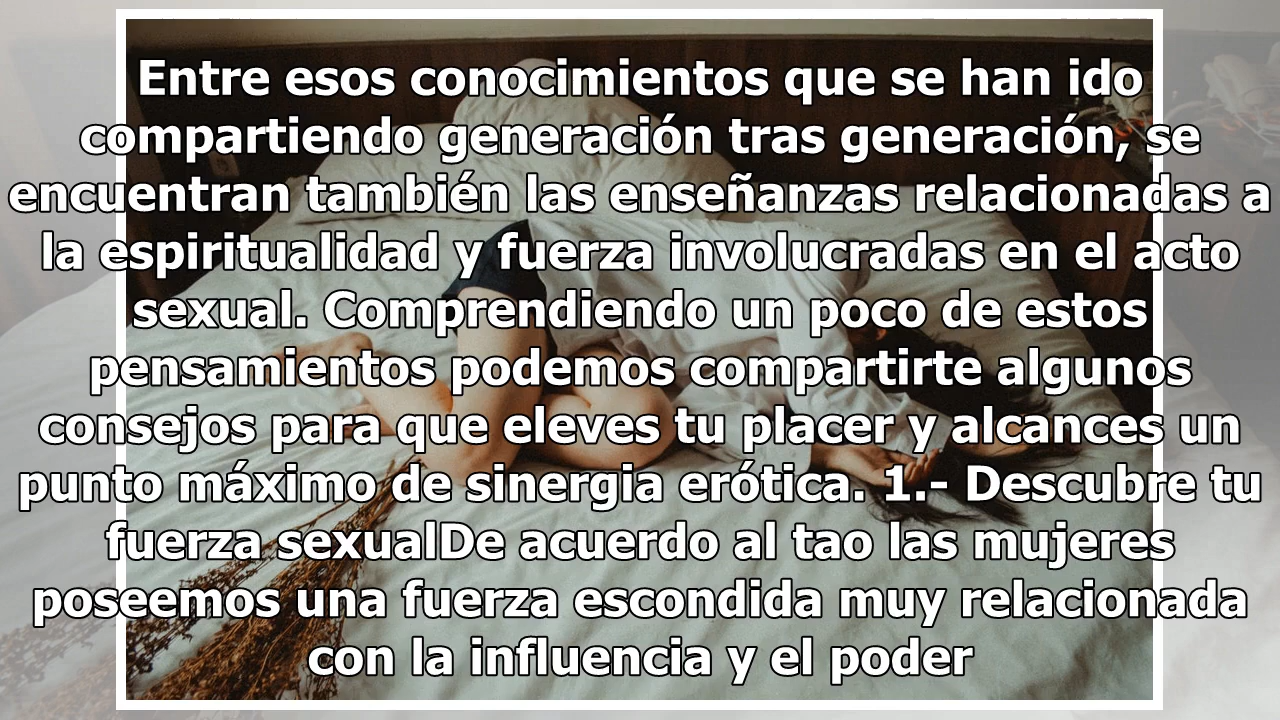 Entre esos conocimientos que se han ido
compartiendo generación tras generación, se
encuentran también las enseñanzas relacionadas a
la espiritualidad y fuerza involucradas en el acto
sexual. Comprendiendo un poco de estos
pensamientos podemos compartirte algunos
consejos para que eleves tu placer y alcances un
punto máximo de sinergia erótica. 1.- Descubre tu
fuerza sexualDe acuerdo al tao las mujeres
poseemos una fuerza escondida muy relacionada
con la influencia y el poder